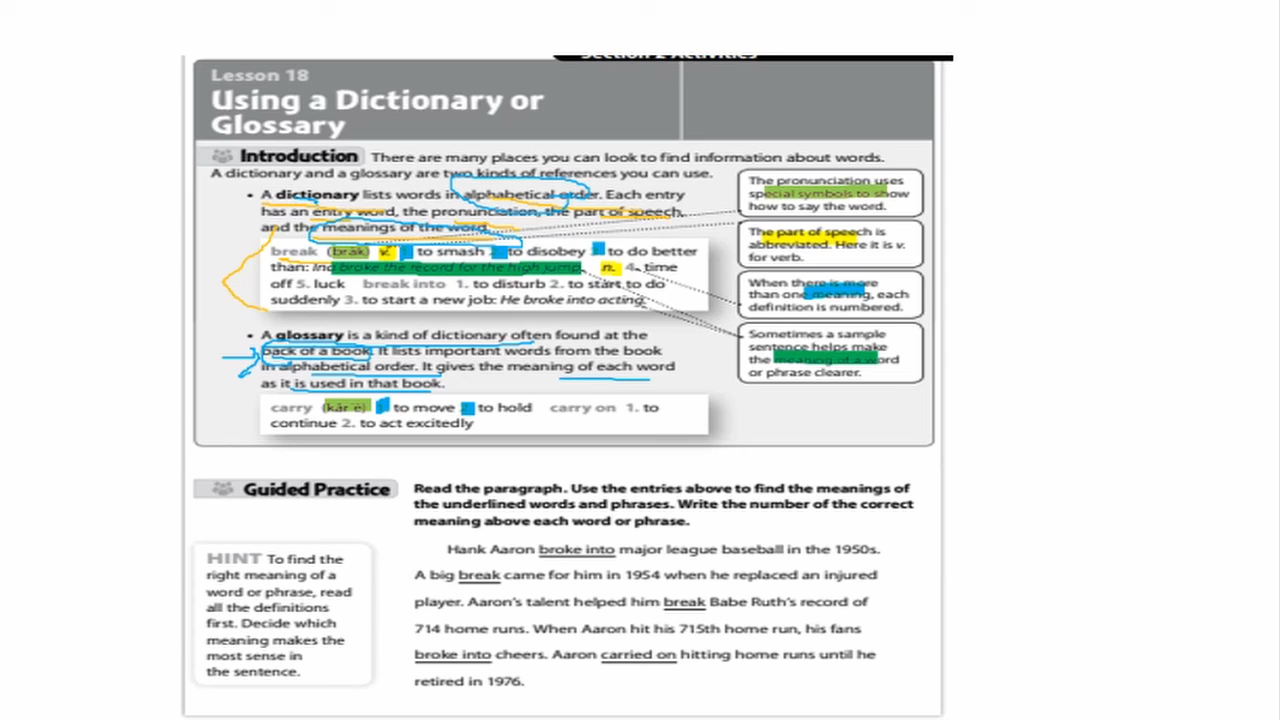 Section 2 Activities
Lesson 18
Using a Dictionary or
Glossary
Introduction There are many places you can look to find information about words.
A dictionary and a glossary are two kinds of references you can use.
• A dictionary lists words in alphabetical order. Each entry
has an entry word, the pronunciation, the part of speech,
and the meanings of the word.
break (brāk) v. to smash 2. to disobey 3. to do better
than: broke the record for the high jump. n. 4. time
off 5. luck break into 1. to disturb 2. to start to do
suddenly 3. to start a new job: He broke into acting.
The pronunciation uses
special symbols to show
how to say the word.
The part of speech is
abbreviated. Here it is v.
for verb.
When there is more
than one meaning, each
definition is numbered.
Sometimes a sample
sentence helps make
the meaning of a word
or phrase clearer.
• A glossary is a kind of dictionary often found at the
back of a book. It lists important words from the book
in alphabetical order. It gives the meaning of each word
as it is used in that book.
carry (kăr ē) to move 2. to hold carry on 1. to
continue 2. to act excitedly
Guided Practice
Read the paragraph. Use the entries above to find the meanings of
the underlined words and phrases. Write the number of the correct
meaning above each word or phrase.
HINT To find the
right meaning of a
word or phrase, read
all the definitions
first. Decide which
meaning makes the
most sense in
the sentence.
Hank Aaron broke into major league baseball in the 1950s.
A big break came for him in 1954 when he replaced an injured
player. Aaron's talent helped him break Babe Ruth's record of
714 home runs. When Aaron hit his 715th home run, his fans
broke into cheers. Aaron carried on hitting home runs until he
retired in 1976.